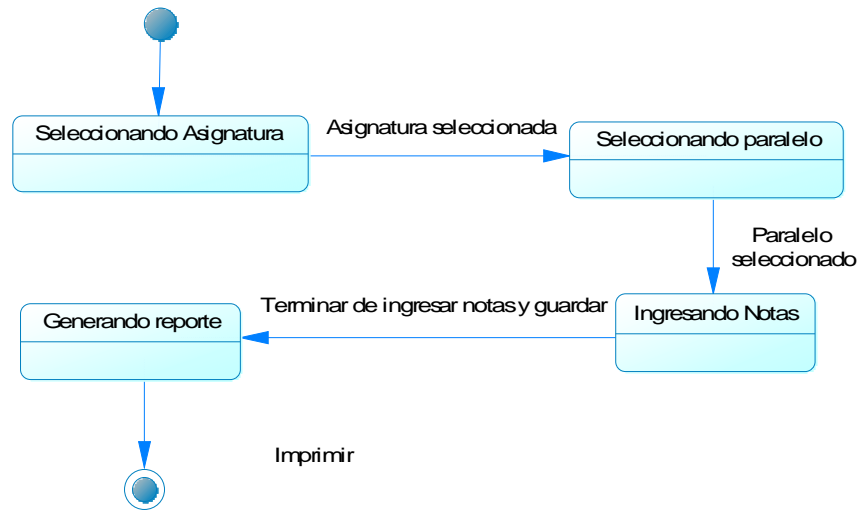 Seleccionando Asignatura
Asignatura seleccionada
Seleccionando paralelo
Paralelo
seleccionado
Ingresando Notas
Terminar de ingresar notas y guardar
Generando reporte
Imprimir